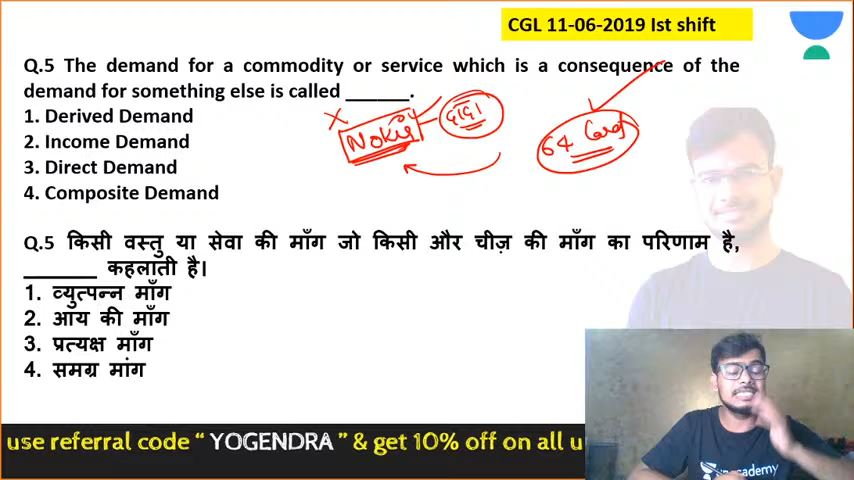 CGL 11-06-2019 Ist shift
Q.5 The demand for a commodity or service which is a consequence of the
demand for something else is called ______.
1. Derived Demand
2. Income Demand
3. Direct Demand
4. Composite Demand
Nokia
टाटा
64
Q.5 किसी वस्तु या सेवा की माँग जो किसी और चीज़ की माँग का परिणाम है,
_______ कहलाती है।
1. व्युत्पन्न माँग
2. आय की माँग
3. प्रत्यक्ष माँग
4. समग्र मांग
use referral code “ YOGENDRA ” & get 10% off on all u